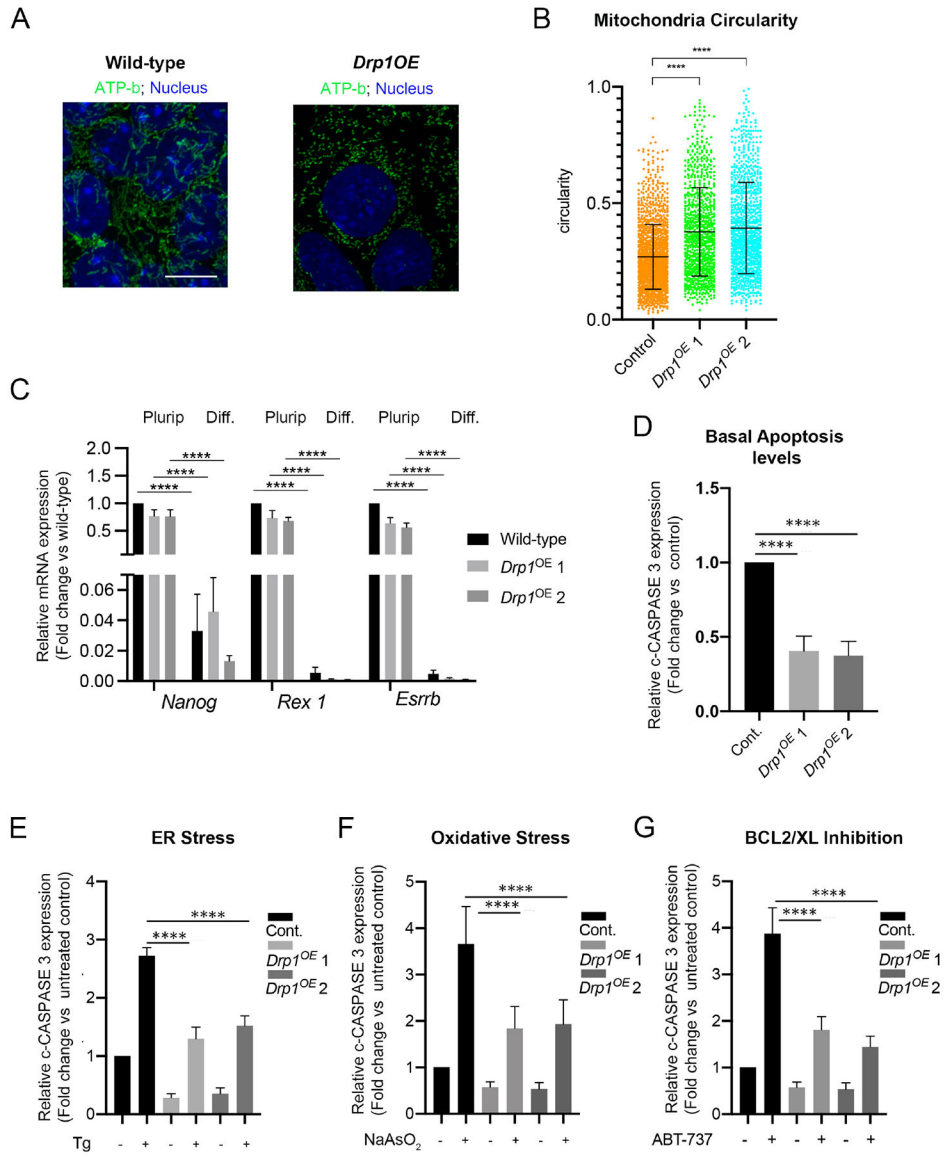 A
Wild-type
ATP-b; Nucleus
Drp1OE
ATP-b; Nucleus
B
Mitochondria Circularity
****
****
circularity
1.0
0.5
0.0
Control
Drp1OE 1
Drp1OE 2
C
Plurip Diff. Plurip Diff. Plurip Diff.
Relative mRNA expression
(Fold change vs wild-type)
2.0
1.5
1.0
0.5
0.06
0.04
0.02
0.00
**** **** ****
**** **** ****
**** **** ****
Nanog Rex 1 Esrrb
Wild-type
Drp1OE 1
Drp1OE 2
D
Basal Apoptosis
levels
Relative c-CASPASE 3 expression
(Fold change vs control)
1.5
1.0
0.5
0.0
****
****
Cont.
Drp1OE 1
Drp1OE 2
E
ER Stress
Relative c-CASPASE 3 expression
(Fold change vs untreated control)
4
3
2
1
0
****
****
Cont.
Drp1OE 1
Drp1OE 2
Tg - + - + - +
F
Oxidative Stress
Relative c-CASPASE 3 expression
(Fold change vs untreated control)
5
4
3
2
1
0
****
****
Cont.
Drp1OE 1
Drp1OE 2
NaAsO2 - + - + - +
G
BCL2/XL Inhibition
Relative c-CASPASE 3 expression
(Fold change vs untreated control)
5
4
3
2
1
0
****
****
Cont.
Drp1OE 1
Drp1OE 2
ABT-737 - + - + - +